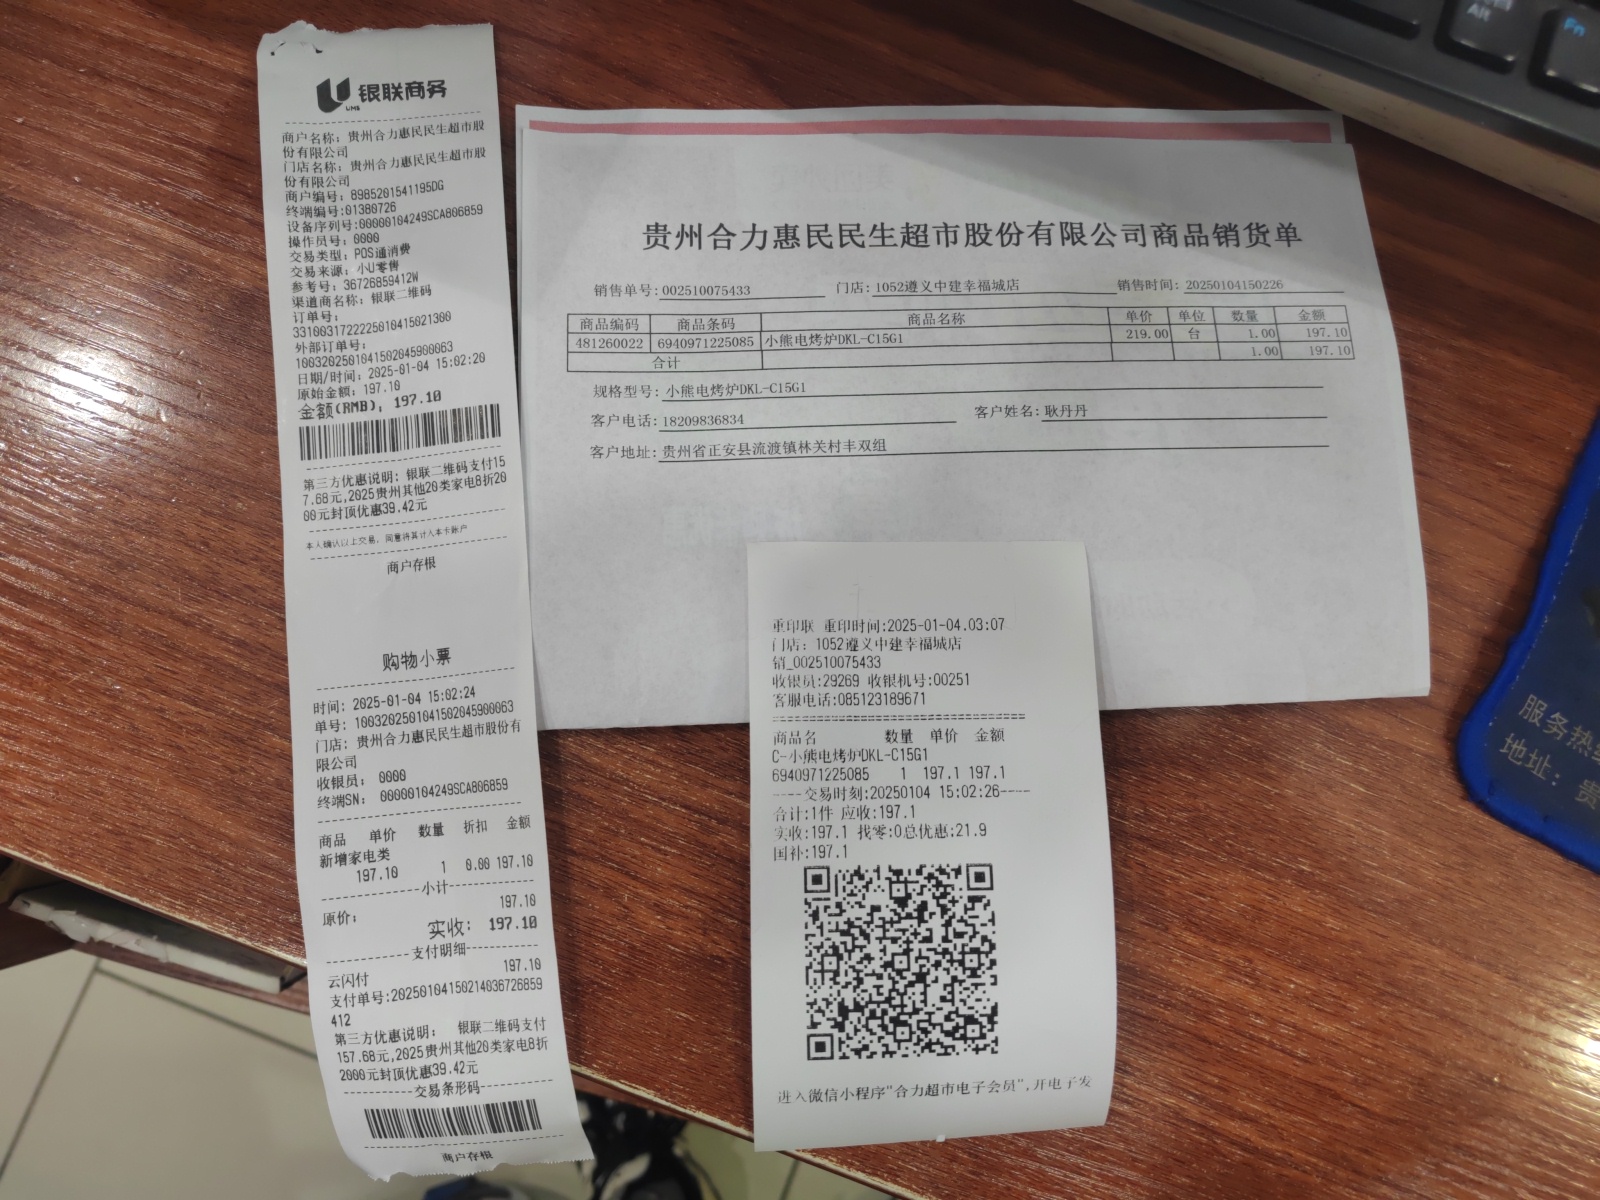 银联商务
UMS
商户名称：贵州合力惠民民生超市股
份有限公司
门店名称：贵州合力惠民民生超市股
份有限公司
商户编号：8985201541195DG
终端编号:01380726
设备序列号:00000104249SCA806859
操作员号：0000
交易类型：POS通消费
交易来源：小U零售
参考号：36726859412W
渠道商名称：银联二维码
订单号：
33100317222250104150213​00
外部订单号：
10032025010415020459000​63
日期/时间：2025-01-04 15:02:20
原始金额：197.10
金额(RMB)：197.10
第三方优惠说明：银联二维码支付15
7.68元,2025贵州其他20类家电8折20
00元封顶优惠39.42元
本人确认以上交易，同意将其计入本卡账户
商户存根
购物小票
时间：2025-01-04 15:02:24
单号：10032025010415020459000​63
门店：贵州合力惠民民生超市股份有
限公司
收银员：0000
终端SN：00000104249SCA806859
商品 单价 数量 折扣 金额
新增家电类
197.10 1 0.00 197.10
小计
原价： 197.10
实收：197.10
支付明细
云闪付 197.10
支付单号:20250104150214036726859
412
第三方优惠说明： 银联二维码支付
157.68元,2025贵州其他20类家电8折
2000元封顶优惠39.42元
交易条形码
商户存根
贵州合力惠民民生超市股份有限公司商品销货单
销售单号:002510075433 门店:1052遵义中建幸福城店 销售时间:20250104150226
商品编码 商品条码 商品名称 单价 单位 数量 金额
481260022 6940971225085 小熊电烤炉DKL-C15G1 219.00 台 1.00 197.10
合计 1.00 197.10
规格型号:小熊电烤炉DKL-C15G1
客户电话:18209836834 客户姓名:耿丹丹
客户地址:贵州省正安县流渡镇林关村丰双组
重印联 重印时间:2025-01-04.03:07
门店：1052遵义中建幸福城店
销_002510075433
收银员:29269 收银机号:00251
客服电话:085123189671
商品名 数量 单价 金额
C-小熊电烤炉DKL-C15G1
6940971225085 1 197.1 197.1
----交易时刻:20250104 15:02:26----
合计:1件 应收:197.1
实收:197.1 找零:0总优惠:21.9
国补:197.1
进入微信小程序"合力超市电子会员",开电子发
Alt
Fn
服务热
地址：贵